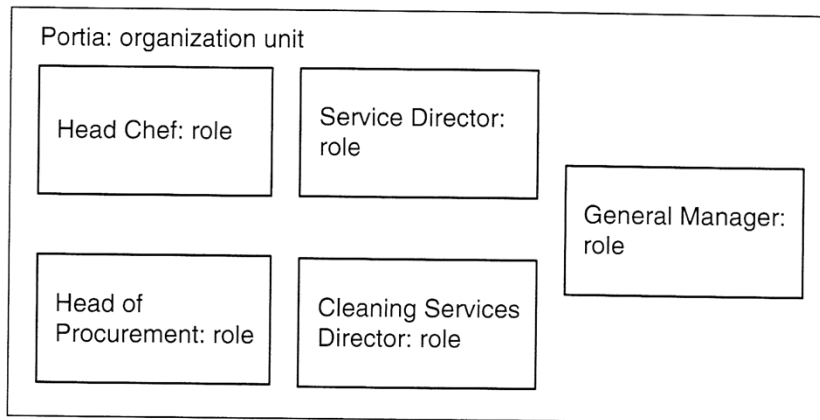 Portia: organization unit
Head Chef: role
Service Director:
role
General Manager:
role
Head of
Procurement: role
Cleaning Services
Director: role